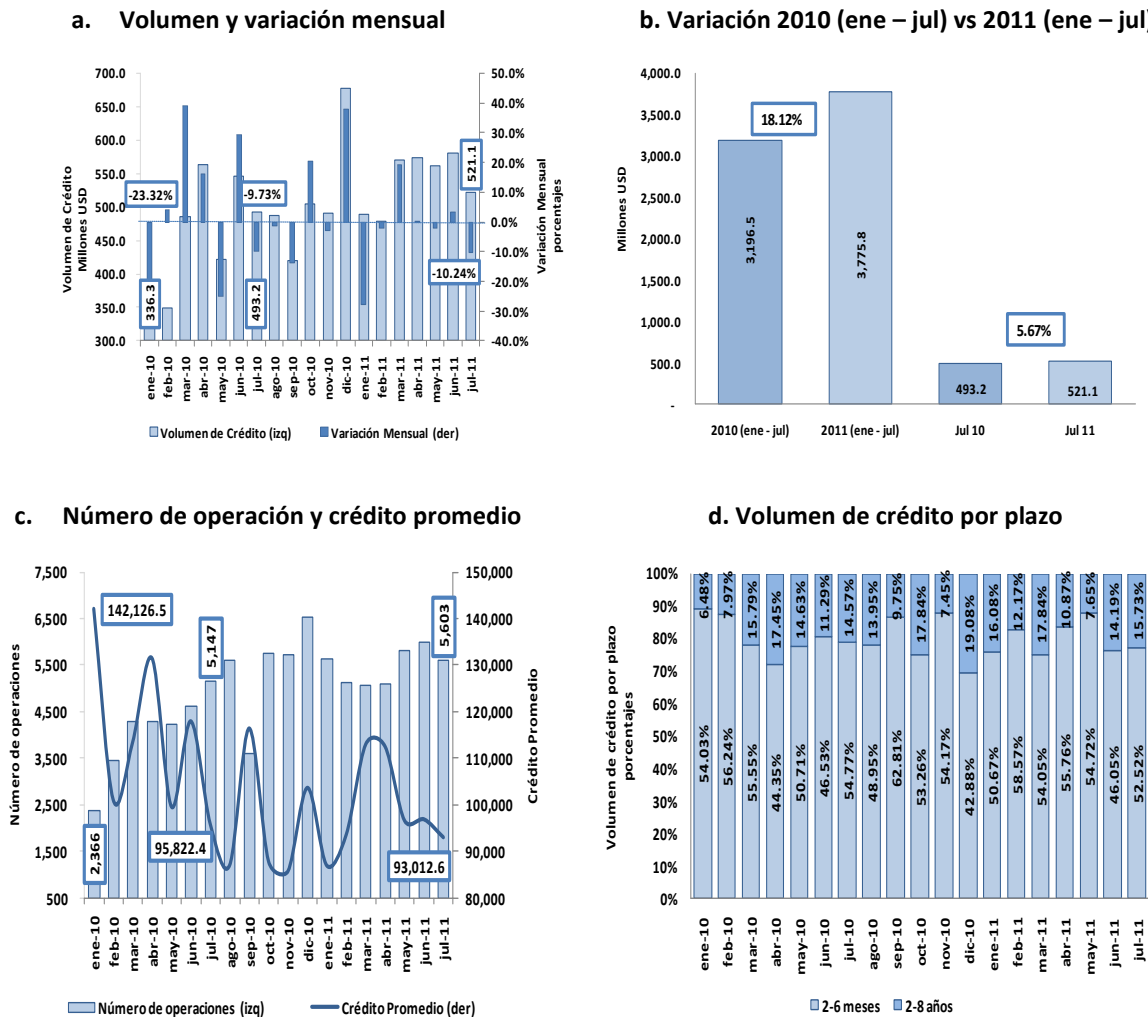 a. Volumen y variación mensual
700.0
650.0
600.0
550.0
500.0
450.0
400.0
350.0
300.0
Volumen de Crédito
Millones USD
50.0%
40.0%
30.0%
20.0%
10.0%
0.0%
-10.0%
-20.0%
-30.0%
-40.0%
Variación Mensual
porcentajes
-23.32%
-9.73%
-10.24%
336.3
493.2
521.1
ene-10
feb-10
mar-10
abr-10
may-10
jun-10
jul-10
ago-10
sep-10
oct-10
nov-10
dic-10
ene-11
feb-11
mar-11
abr-11
may-11
jun-11
jul-11
Volumen de Crédito (izq)
Variación Mensual (der)
b. Variación 2010 (ene – jul) vs 2011 (ene – jul)
4,000.0
3,500.0
3,000.0
2,500.0
2,000.0
1,500.0
1,000.0
500.0
-
Millones USD
18.12%
5.67%
3,196.5
3,775.8
493.2
521.1
2010 (ene - jul)
2011 (ene - jul)
Jul 10
Jul 11
c. Número de operación y crédito promedio
7,500
6,500
5,500
4,500
3,500
2,500
1,500
500
Número de operaciones
150,000
140,000
130,000
120,000
110,000
100,000
90,000
80,000
Crédito Promedio
142,126.5
95,822.4
93,012.6
2,366
5,147
5,603
ene-10
feb-10
mar-10
abr-10
may-10
jun-10
jul-10
ago-10
sep-10
oct-10
nov-10
dic-10
ene-11
feb-11
mar-11
abr-11
may-11
jun-11
jul-11
Número de operaciones (izq)
Crédito Promedio (der)
d. Volumen de crédito por plazo
100%
90%
80%
70%
60%
50%
40%
30%
20%
10%
0%
Volumen de crédito por plazo
porcentajes
6.48%
7.97%
15.79%
17.45%
14.63%
11.29%
14.57%
13.95%
9.75%
17.84%
7.45%
19.08%
16.08%
12.17%
17.84%
10.87%
7.65%
14.19%
15.73%
54.03%
56.24%
55.55%
44.35%
50.71%
46.53%
54.77%
48.95%
62.81%
53.26%
54.17%
42.88%
50.67%
58.57%
54.05%
55.76%
54.72%
46.05%
52.52%
ene-10
feb-10
mar-10
abr-10
may-10
jun-10
jul-10
ago-10
sep-10
oct-10
nov-10
dic-10
ene-11
feb-11
mar-11
abr-11
may-11
jun-11
jul-11
2-6 meses
2-8 años